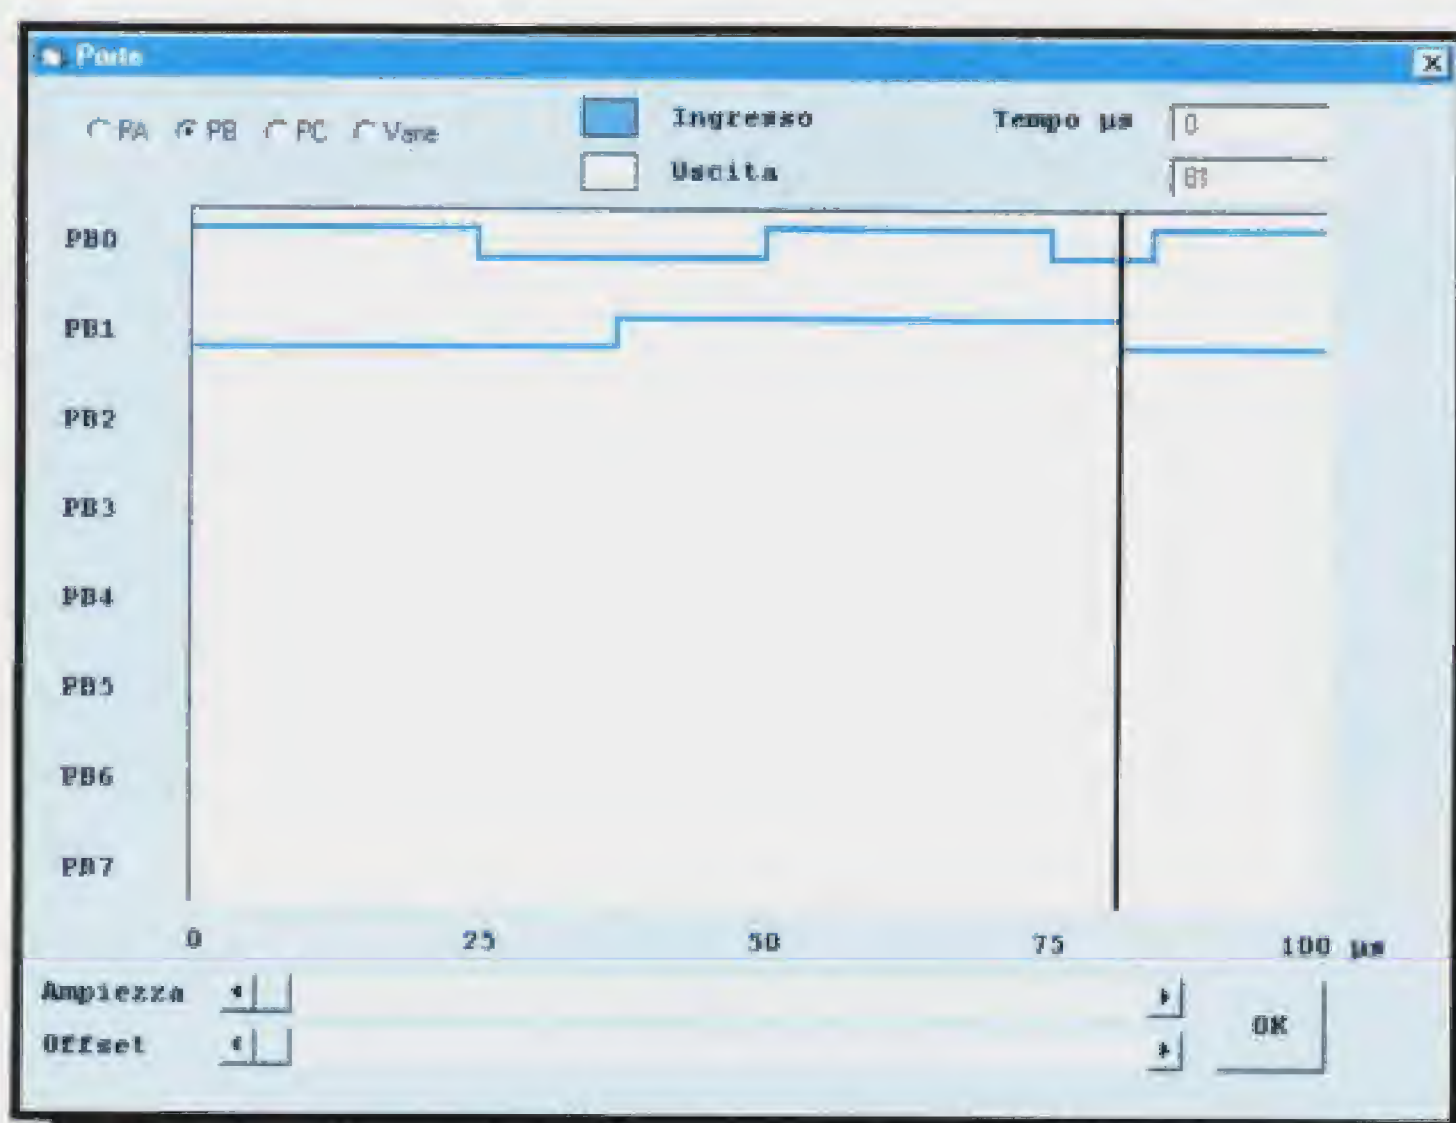 Porte
PA PB PC Varie
Ingresso
Uscita
Tempo µs
0
81
PB0
PB1
PB2
PB3
PB4
PB5
PB6
PB7
0 25 50 75 100 µs
Ampiezza
Offset
OK